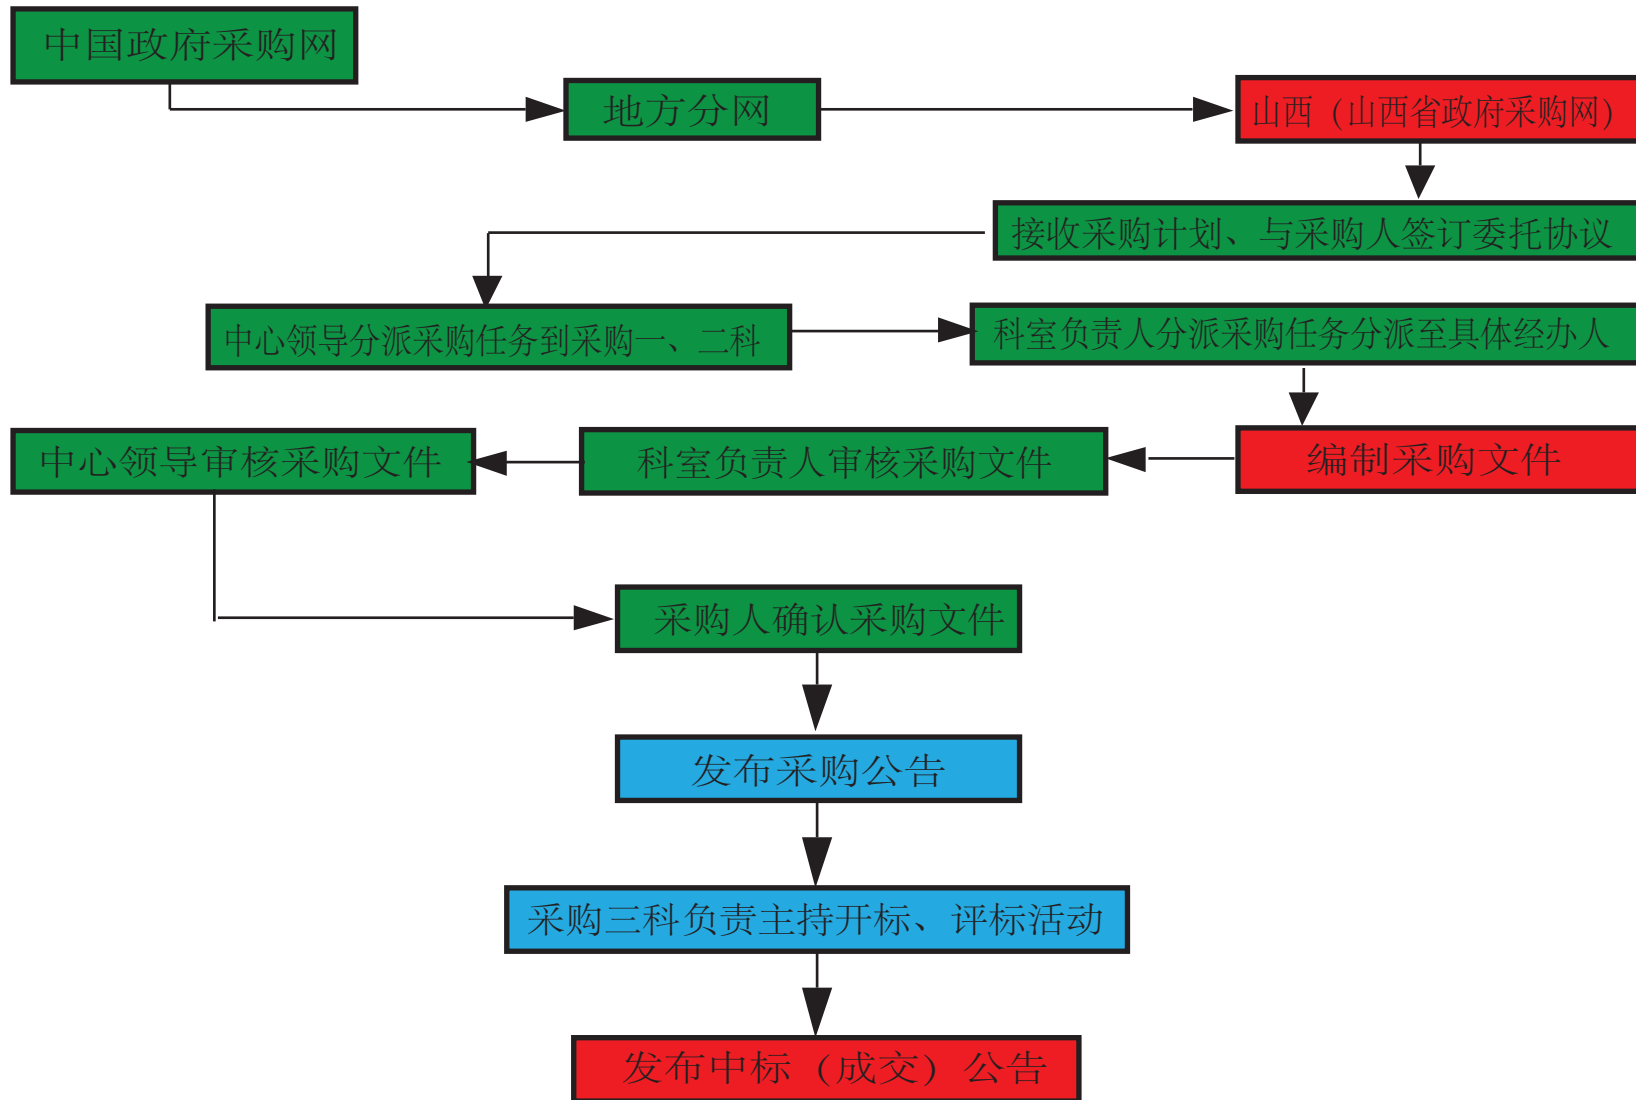 中国政府采购网
地方分网
山西（山西省政府采购网）
接收采购计划、与采购人签订委托协议
中心领导分派采购任务到采购一、二科
科室负责人分派采购任务分派至具体经办人
编制采购文件
科室负责人审核采购文件
中心领导审核采购文件
采购人确认采购文件
发布采购公告
采购三科负责主持开标、评标活动
发布中标（成交）公告